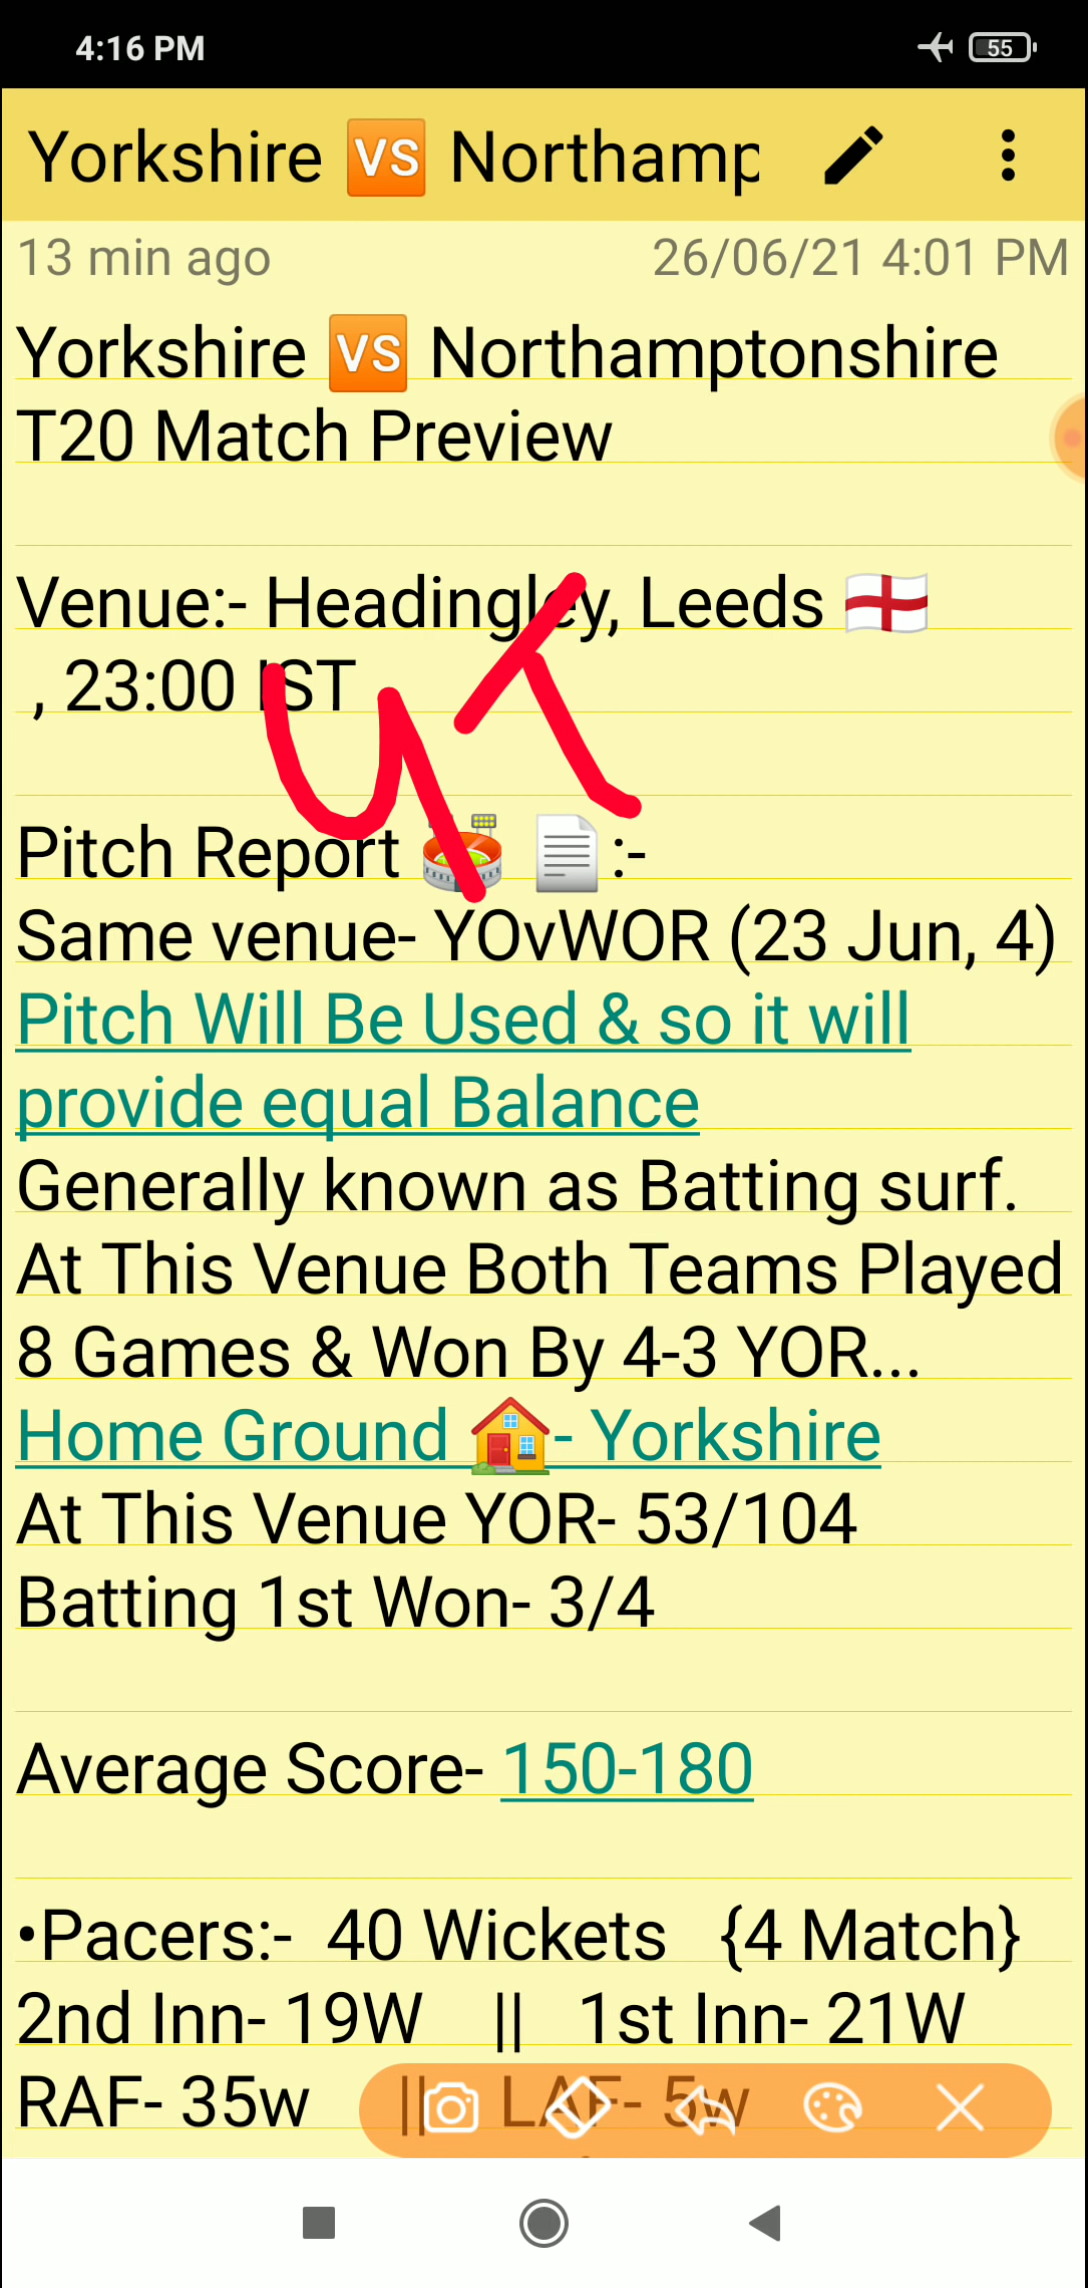 4:16 PM
55
Yorkshire 🆚 Northamp
13 min ago 26/06/21 4:01 PM
Yorkshire 🆚 Northamptonshire
T20 Match Preview
Venue:- Headingley, Leeds 🏴󠁧󠁢󠁥󠁮󠁧󠁿
, 23:00 IST
YT
Pitch Report 🏟️ 📄:-
Same venue- YOvWOR (23 Jun, 4)
Pitch Will Be Used & so it will
provide equal Balance
Generally known as Batting surf.
At This Venue Both Teams Played
8 Games & Won By 4-3 YOR...
Home Ground 🏠- Yorkshire
At This Venue YOR- 53/104
Batting 1st Won- 3/4
Average Score- 150-180
•Pacers:- 40 Wickets {4 Match}
2nd Inn- 19W || 1st Inn- 21W
RAF- 35w || LAF- 5w